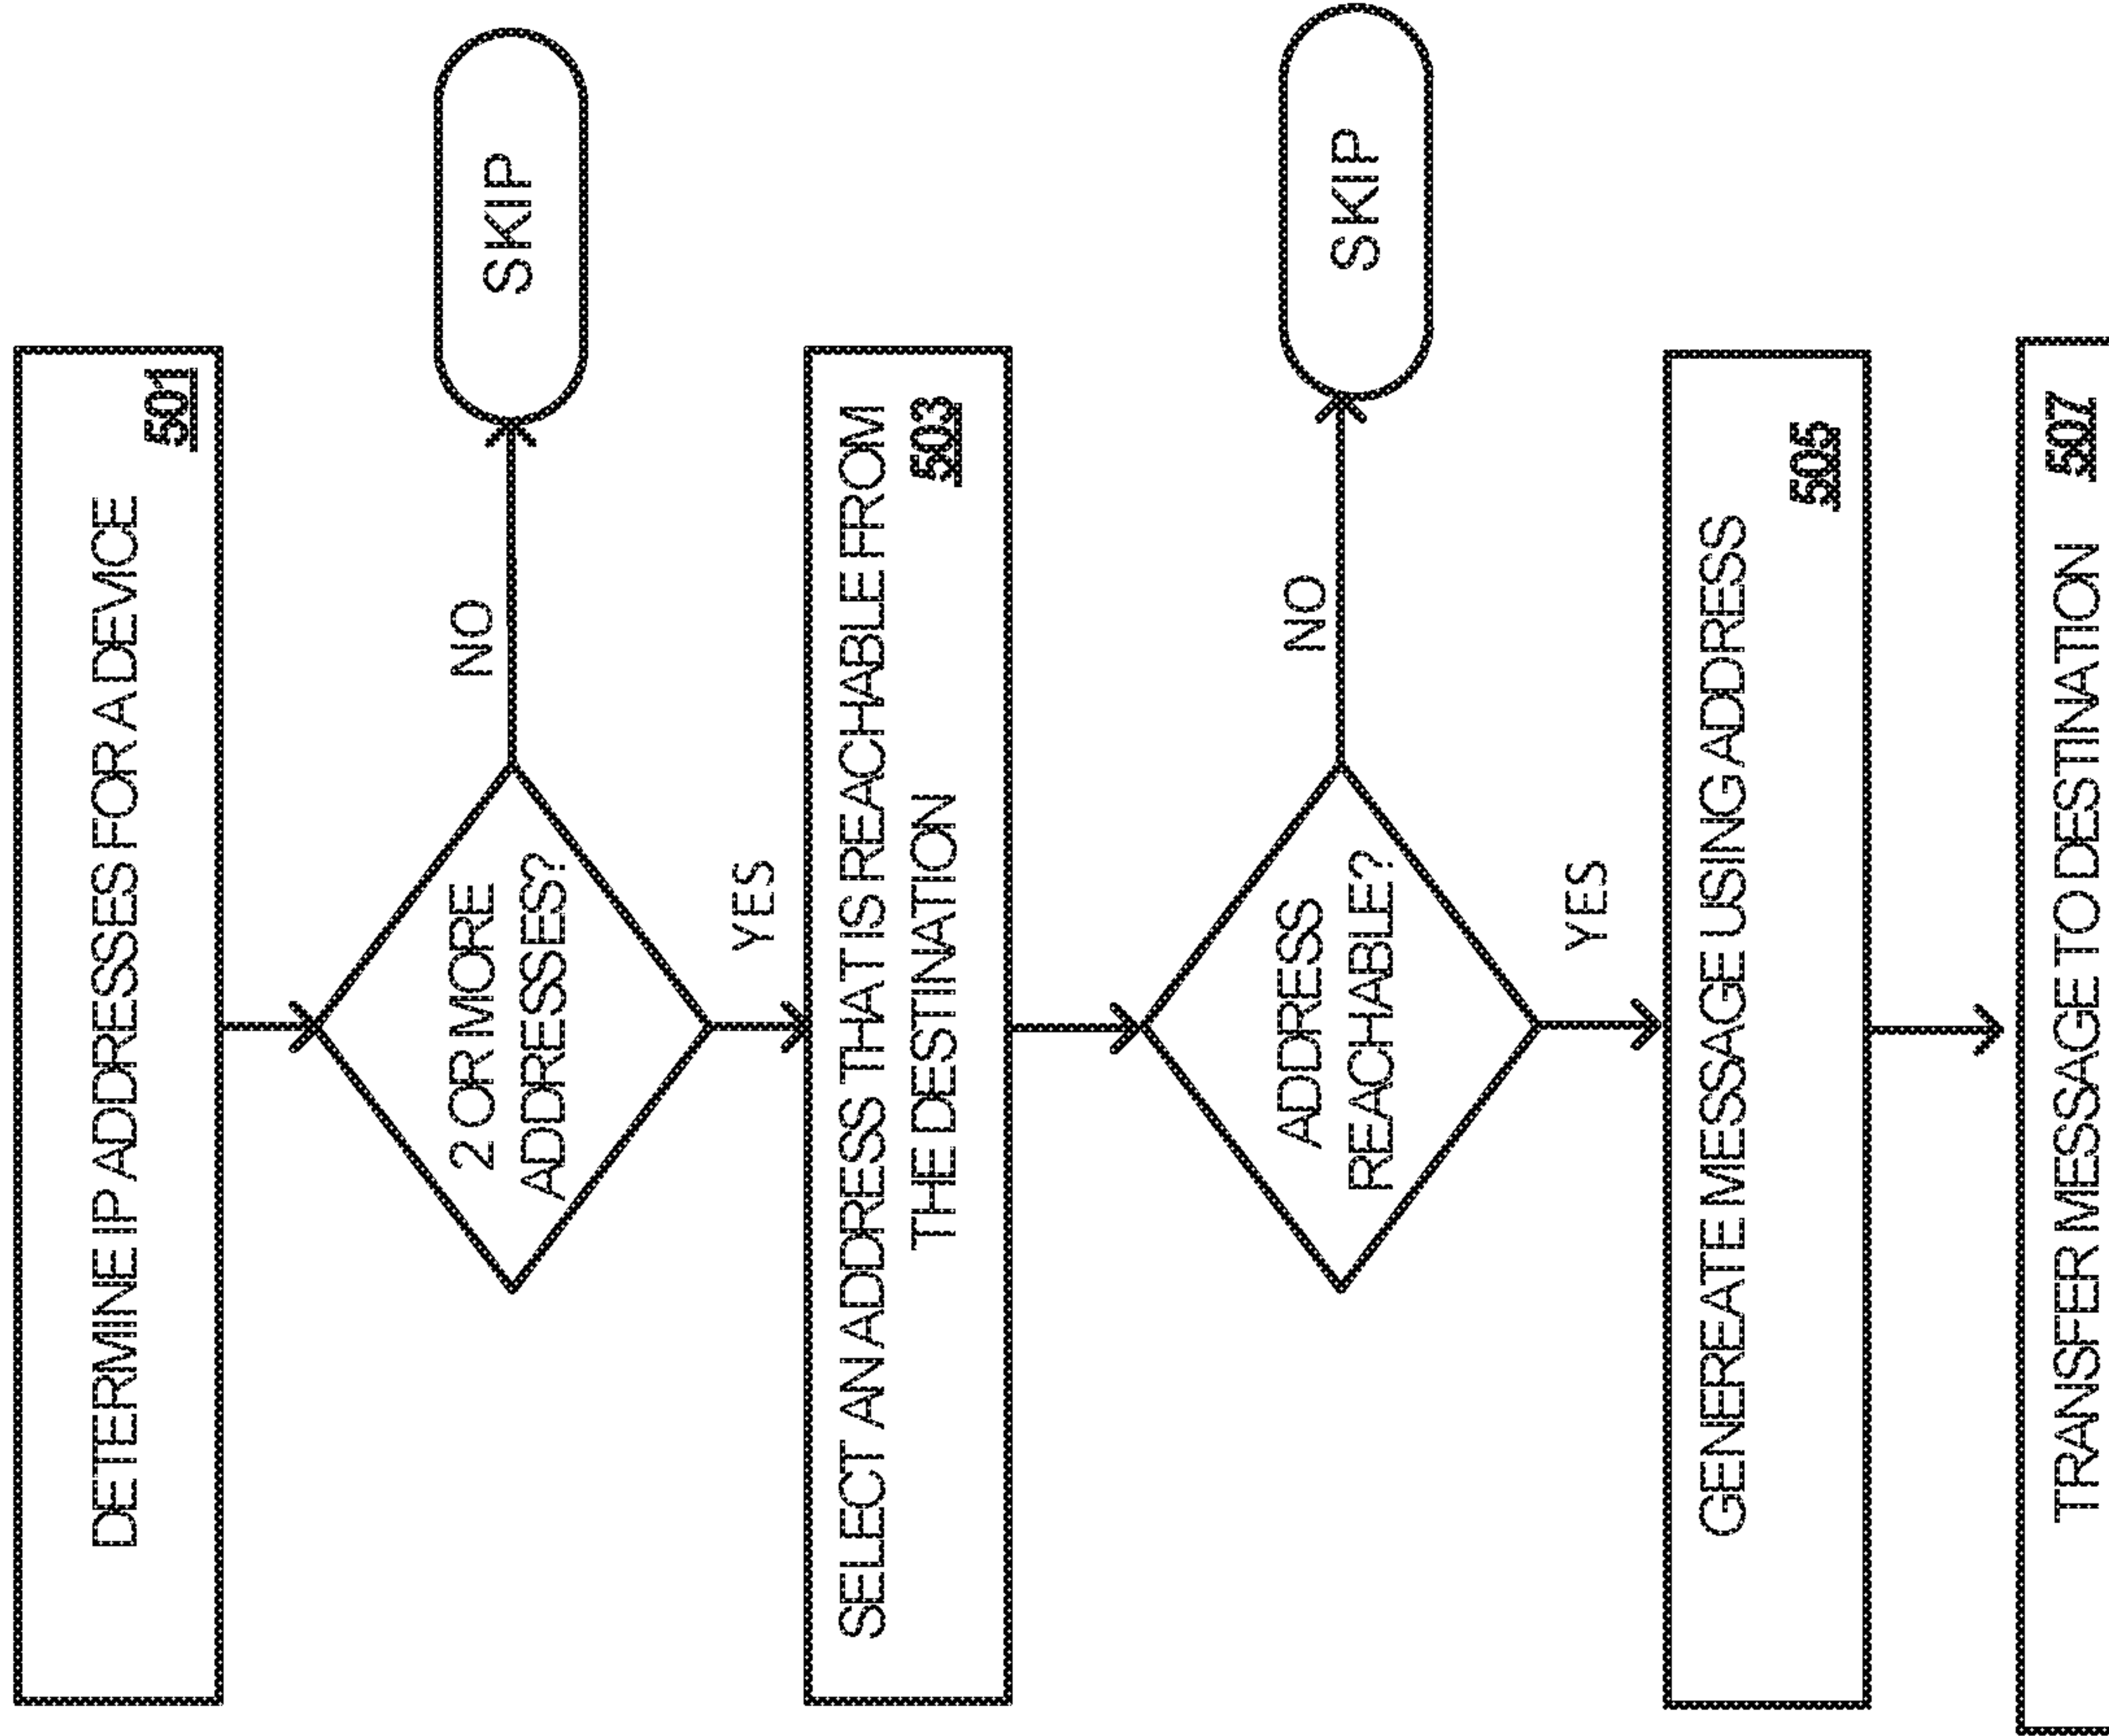 DETERMINE IP ADDRESSES FOR A DEVICE
501
2 OR MORE
ADDRESSES?
NO
SKIP
YES
SELECT AN ADDRESS THAT IS REACHABLE FROM
THE DESTINATION
503
ADDRESS
REACHABLE?
NO
SKIP
YES
GENEREATE MESSAGE USING ADDRESS
505
TRANSFER MESSAGE TO DESTINATION 507